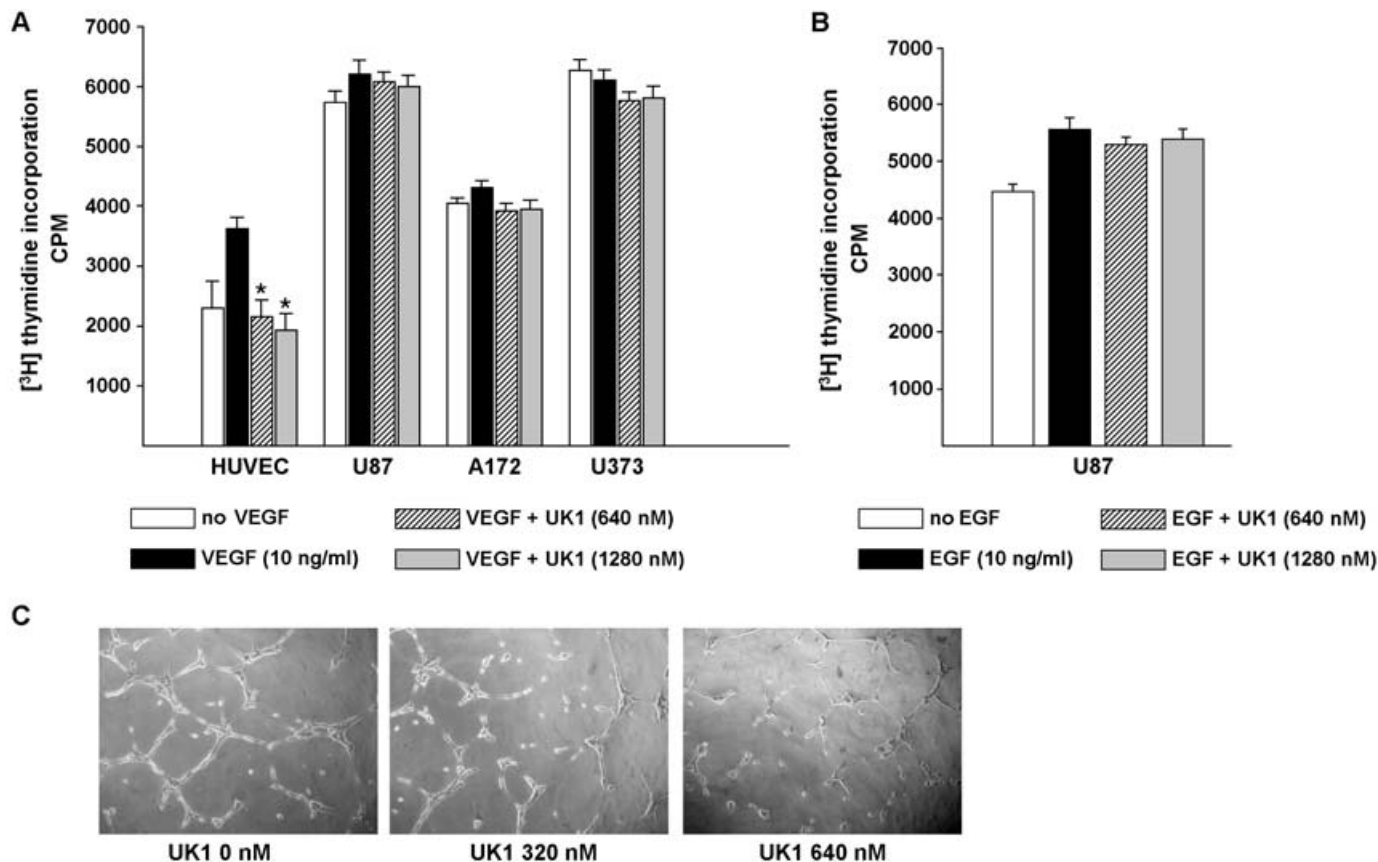 A
7000
6000
5000
4000
3000
2000
1000
[³H] thymidine incorporation
CPM
* *
HUVEC U87 A172 U373
no VEGF VEGF + UK1 (640 nM)
VEGF (10 ng/ml) VEGF + UK1 (1280 nM)
B
7000
6000
5000
4000
3000
2000
1000
[³H] thymidine incorporation
CPM
U87
no EGF EGF + UK1 (640 nM)
EGF (10 ng/ml) EGF + UK1 (1280 nM)
C
UK1 0 nM UK1 320 nM UK1 640 nM